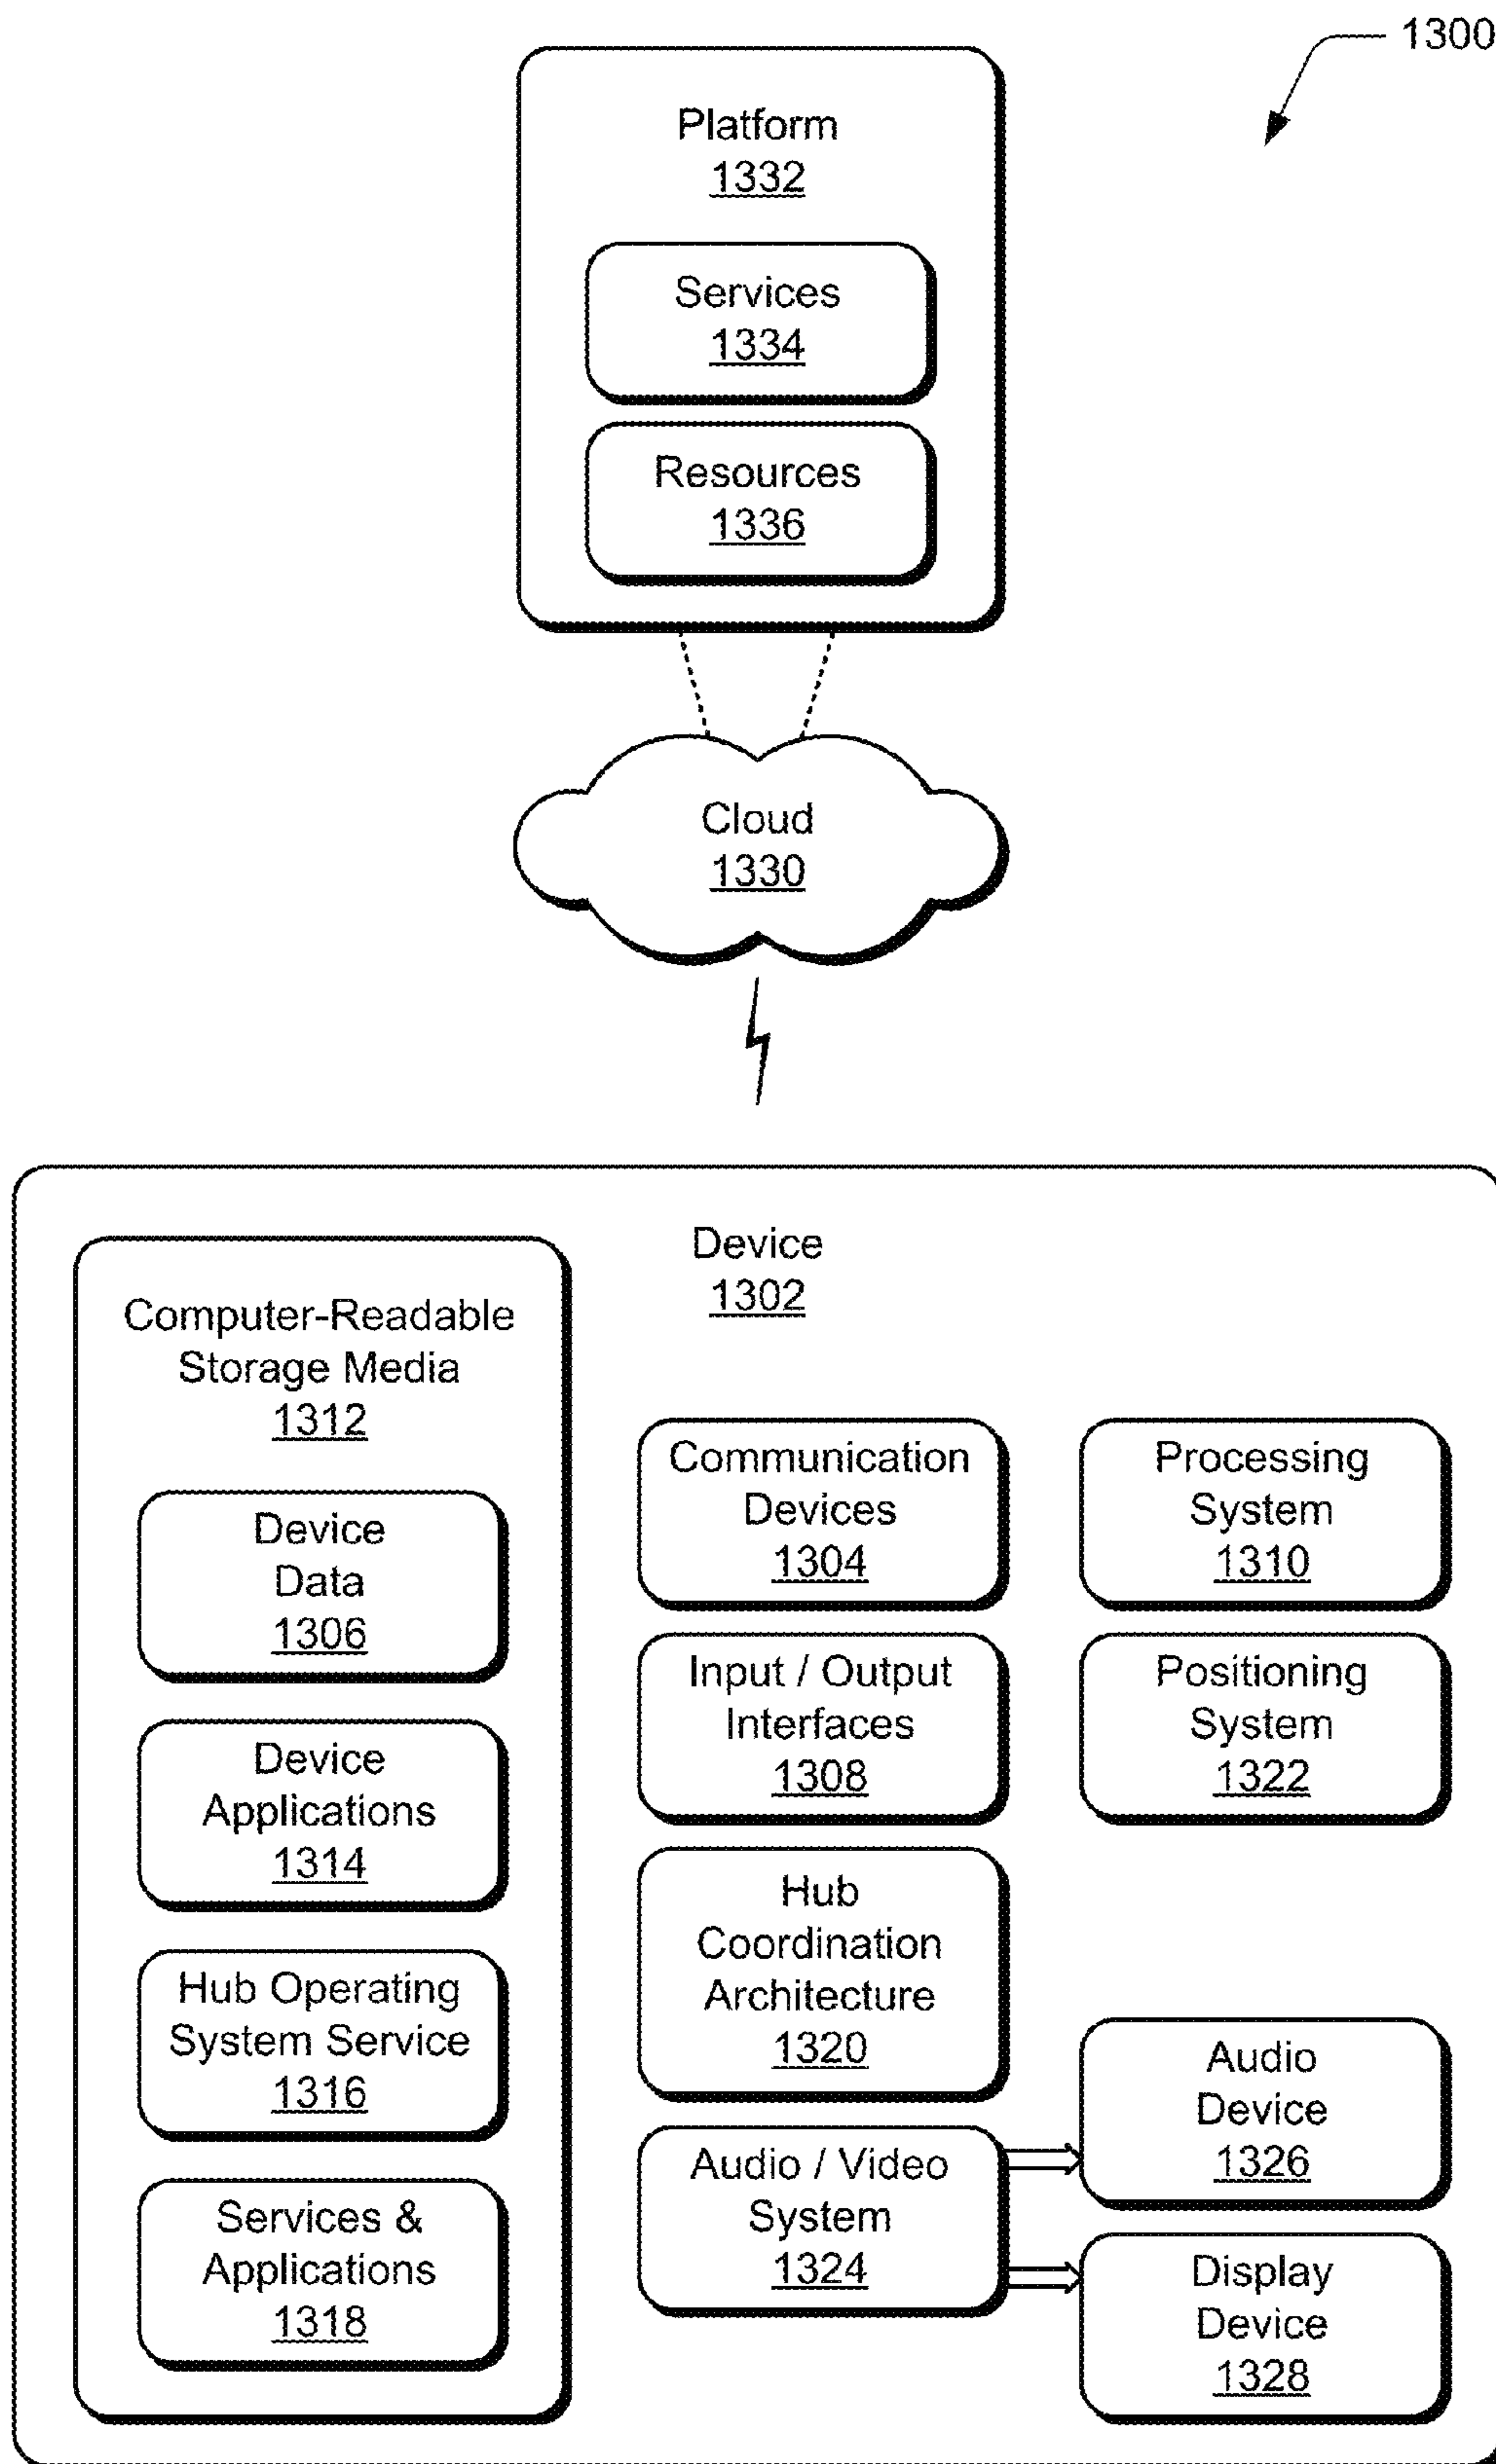 1300
Platform
1332
Services
1334
Resources
1336
Cloud
1330
Device
1302
Computer-Readable
Storage Media
1312
Device
Data
1306
Device
Applications
1314
Hub Operating
System Service
1316
Services &
Applications
1318
Communication
Devices
1304
Processing
System
1310
Input / Output
Interfaces
1308
Positioning
System
1322
Hub
Coordination
Architecture
1320
Audio / Video
System
1324
Audio
Device
1326
Display
Device
1328